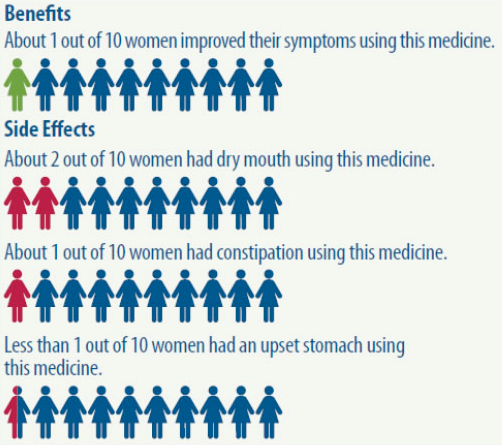 Benefits
About 1 out of 10 women improved their symptoms using this medicine.
Side Effects
About 2 out of 10 women had dry mouth using this medicine.
About 1 out of 10 women had constipation using this medicine.
Less than 1 out of 10 women had an upset stomach using
this medicine.